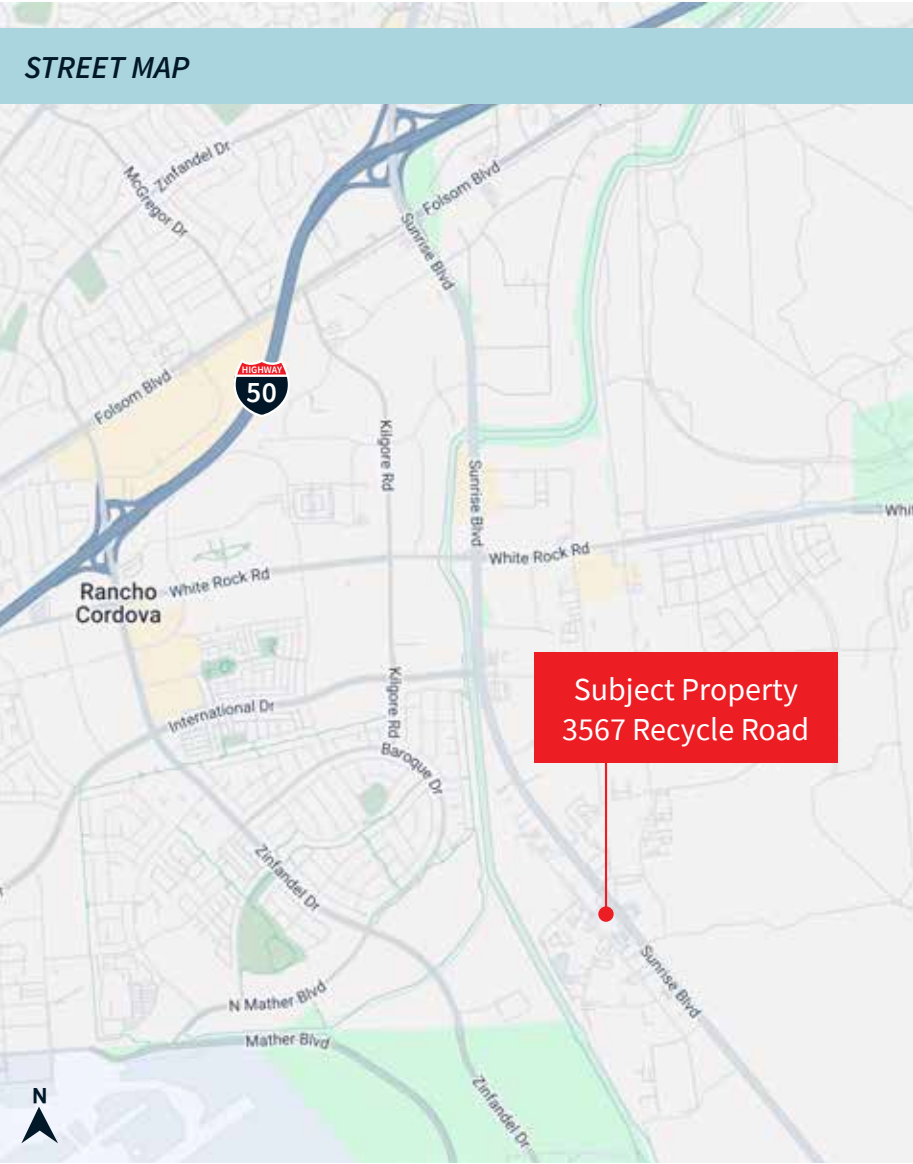 STREET MAP
Zinfandel Dr
McGregor Dr
Folsom Blvd
Sunrise Blvd
HIGHWAY
50
Folsom Blvd
Kilgore Rd
Sunrise Blvd
Whit
White Rock Rd
White Rock Rd
Rancho
Cordova
Subject Property
3567 Recycle Road
Kilgore Rd
International Dr
Baroque Dr
Zinfandel Dr
Sunrise Blvd
N Mather Blvd
Mather Blvd
Zinfandel Dr
N